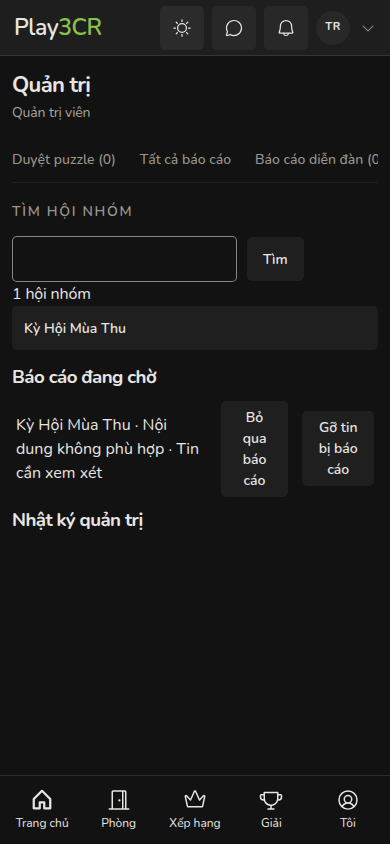 Play3CR
TR
Quản trị
Quản trị viên
Duyệt puzzle (0) Tất cả báo cáo Báo cáo diễn đàn (0
TÌM HỘI NHÓM
Tìm
1 hội nhóm
Kỳ Hội Mùa Thu
Báo cáo đang chờ
Kỳ Hội Mùa Thu · Nội
dung không phù hợp · Tin
cần xem xét
Bỏ
qua
báo
cáo
Gỡ tin
bị báo
cáo
Nhật ký quản trị
Trang chủ Phòng Xếp hạng Giải Tôi